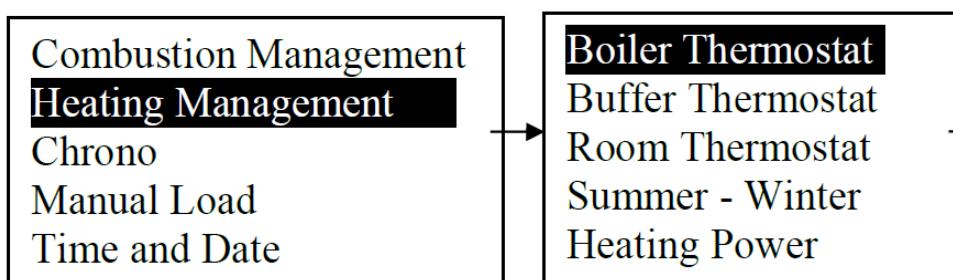 Combustion Management
Heating Management
Chrono
Manual Load
Time and Date
Boiler Thermostat
Buffer Thermostat
Room Thermostat
Summer - Winter
Heating Power